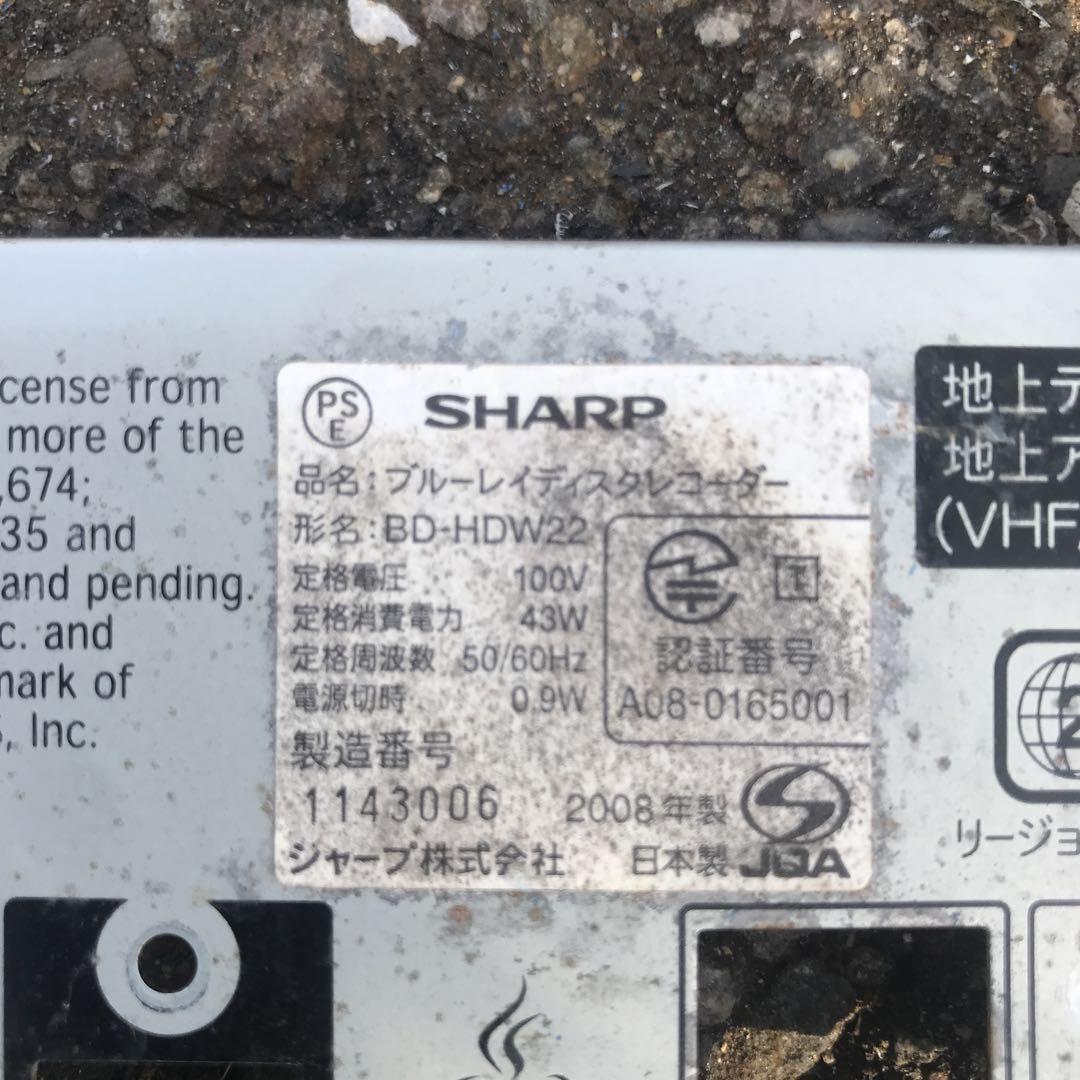 cense from
more of the
,674;
35 and
and pending.
c. and
mark of
, Inc.
PS
E
SHARP
品名:ブルーレイディスクレコーダー
形名:BD-HDW22
定格電圧 100V
定格消費電力 43W
定格周波数 50/60Hz
電源切時 0.9W
T
認証番号
A08-0165001
製造番号
1143006
2008年製
シャープ株式会社
日本製
JQA
地上デ
地上ア
(VHF
2
リージョ